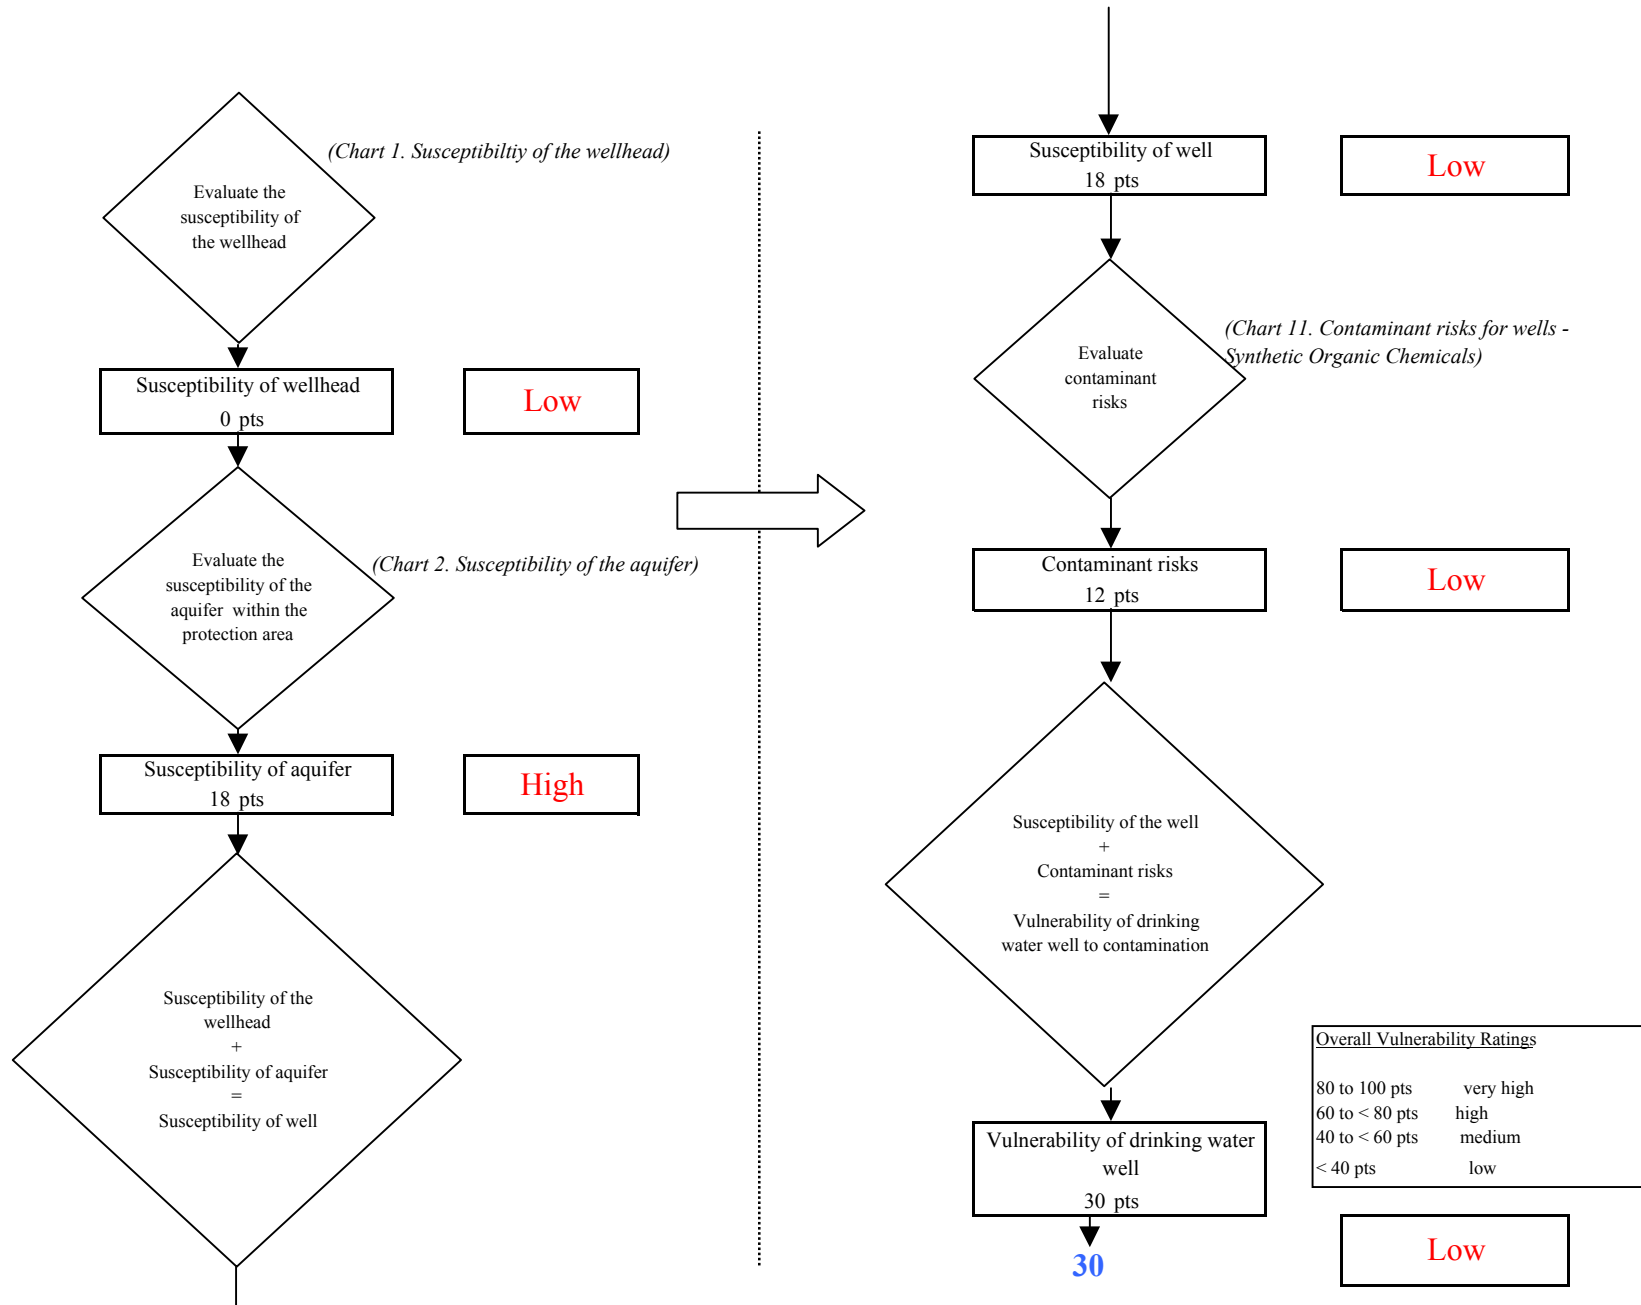 (Chart 1. Susceptibiltiy of the wellhead)
Evaluate the
susceptibility of
the wellhead
Susceptibility of wellhead
0 pts
Low
Evaluate the
susceptibility of the
aquifer within the
protection area
(Chart 2. Susceptibility of the aquifer)
Susceptibility of aquifer
18 pts
High
Susceptibility of the
wellhead
+
Susceptibility of aquifer
=
Susceptibility of well
Susceptibility of well
18 pts
Low
(Chart 11. Contaminant risks for wells -
Synthetic Organic Chemicals)
Evaluate
contaminant
risks
Contaminant risks
12 pts
Low
Susceptibility of the well
+
Contaminant risks
=
Vulnerability of drinking
water well to contamination
Overall Vulnerability Ratings
80 to 100 pts very high
60 to < 80 pts high
40 to < 60 pts medium
< 40 pts low
Vulnerability of drinking water
well
30 pts
Low
30